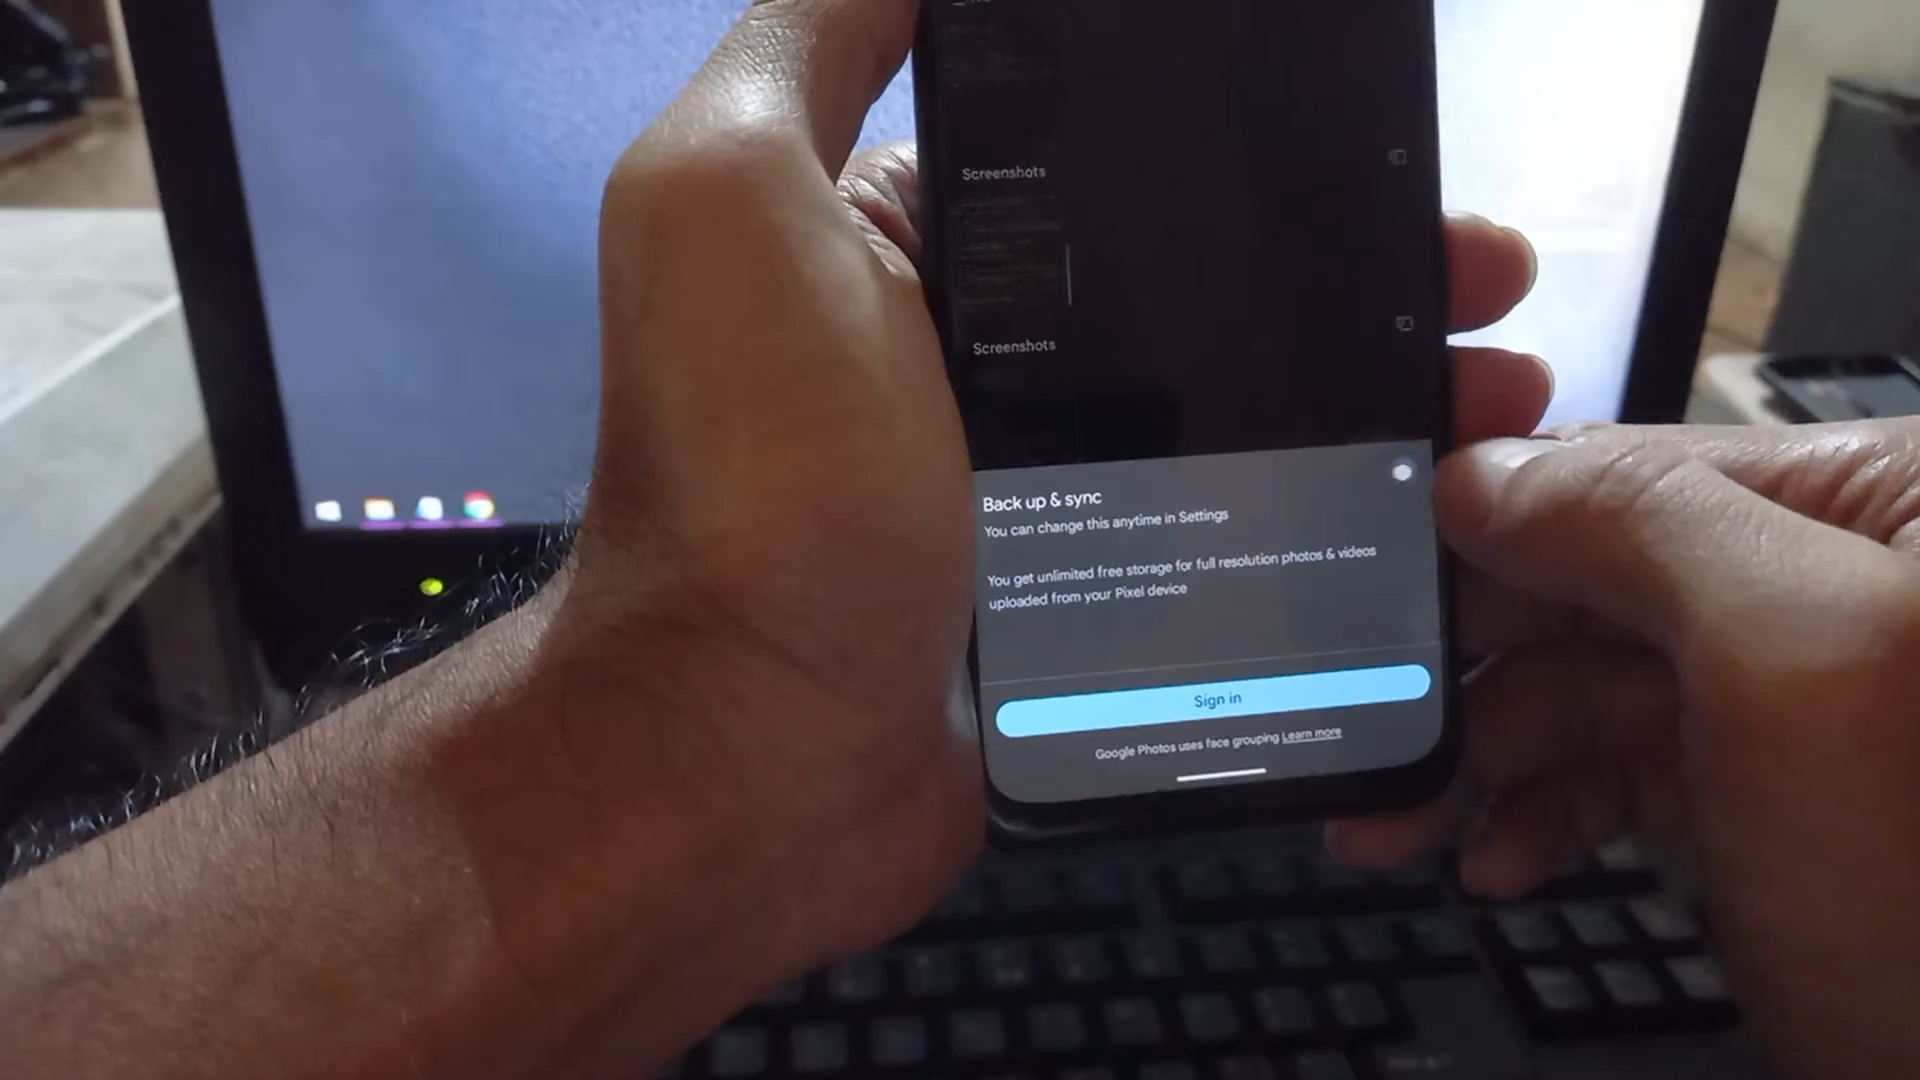 Screenshots
Screenshots
Back up & sync
You can change this anytime in Settings
You get unlimited free storage for full resolution photos & videos
uploaded from your Pixel device
Sign in
Google Photos uses face grouping Learn more